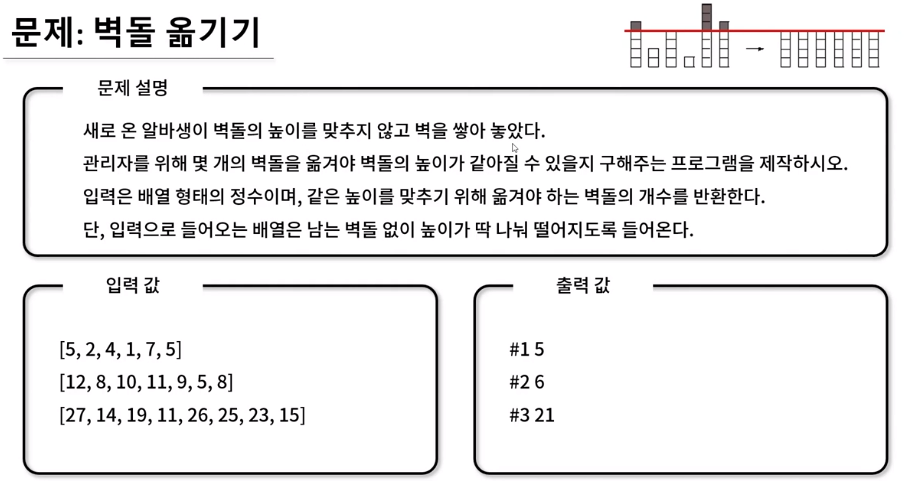 문제: 벽돌 옮기기
문제 설명
새로 온 알바생이 벽돌의 높이를 맞추지 않고 벽을 쌓아 놓았다.
관리자를 위해 몇 개의 벽돌을 옮겨야 벽돌의 높이가 같아질 수 있을지 구해주는 프로그램을 제작하시오.
입력은 배열 형태의 정수이며, 같은 높이를 맞추기 위해 옮겨야 하는 벽돌의 개수를 반환한다.
단, 입력으로 들어오는 배열은 남는 벽돌 없이 높이가 딱 나눠 떨어지도록 들어온다.
입력 값
[5, 2, 4, 1, 7, 5]
[12, 8, 10, 11, 9, 5, 8]
[27, 14, 19, 11, 26, 25, 23, 15]
출력 값
#1 5
#2 6
#3 21